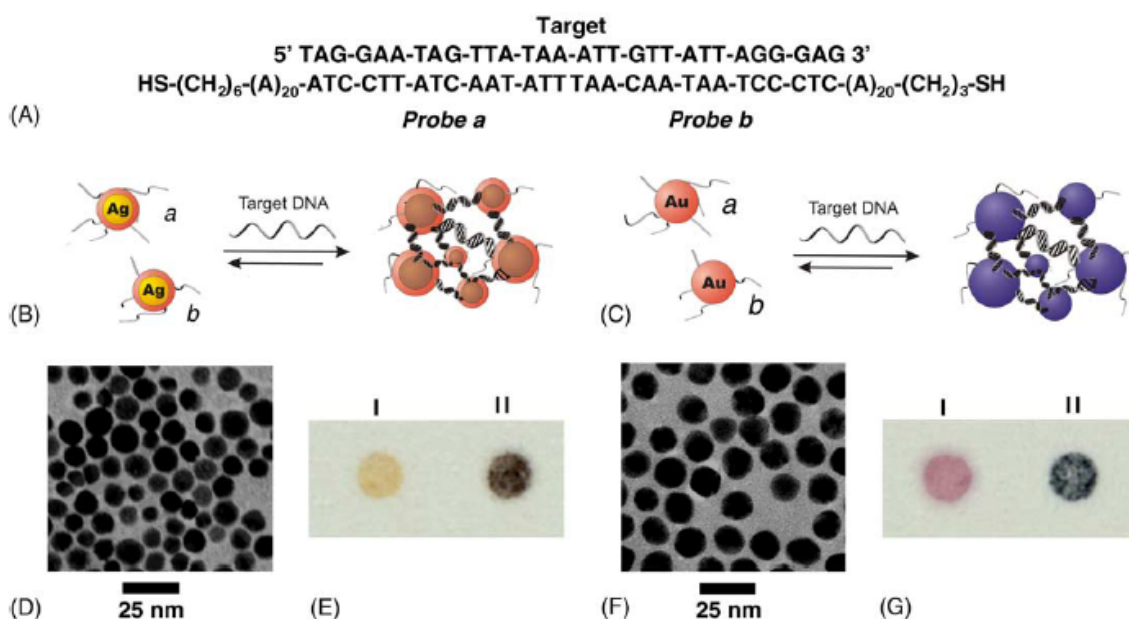 Target
5' TAG-GAA-TAG-TTA-TAA-ATT-GTT-ATT-AGG-GAG 3'
HS-(CH2)6-(A)20-ATC-CTT-ATC-AAT-ATTTAA-CAA-TAA-TCC-CTC-(A)20-(CH2)3-SH
(A)
Probe a Probe b
Ag a
Target DNA
Ag b
(B)
Au a
Target DNA
Au b
(C)
I II
I II
(D) 25 nm (E) (F) 25 nm (G)